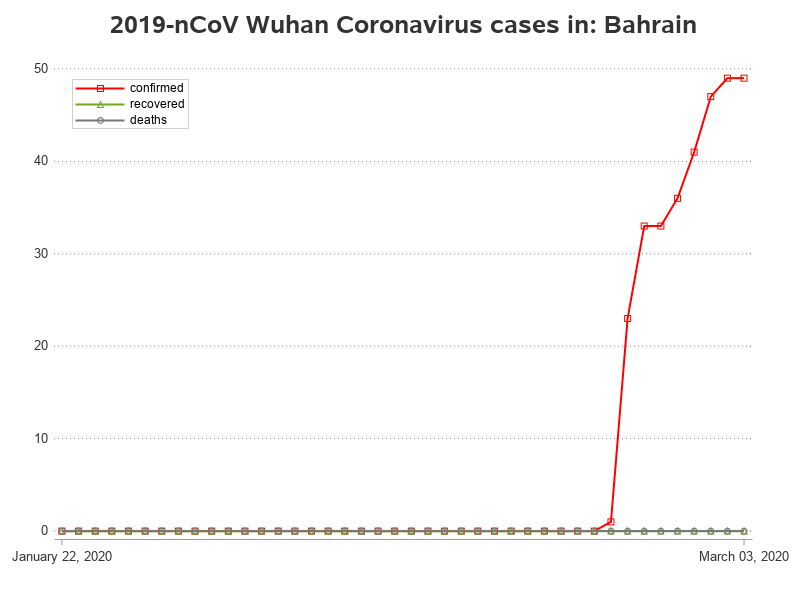 2019-nCoV Wuhan Coronavirus cases in: Bahrain
50
confirmed
recovered
deaths
40
30
20
10
0
January 22, 2020
March 03, 2020